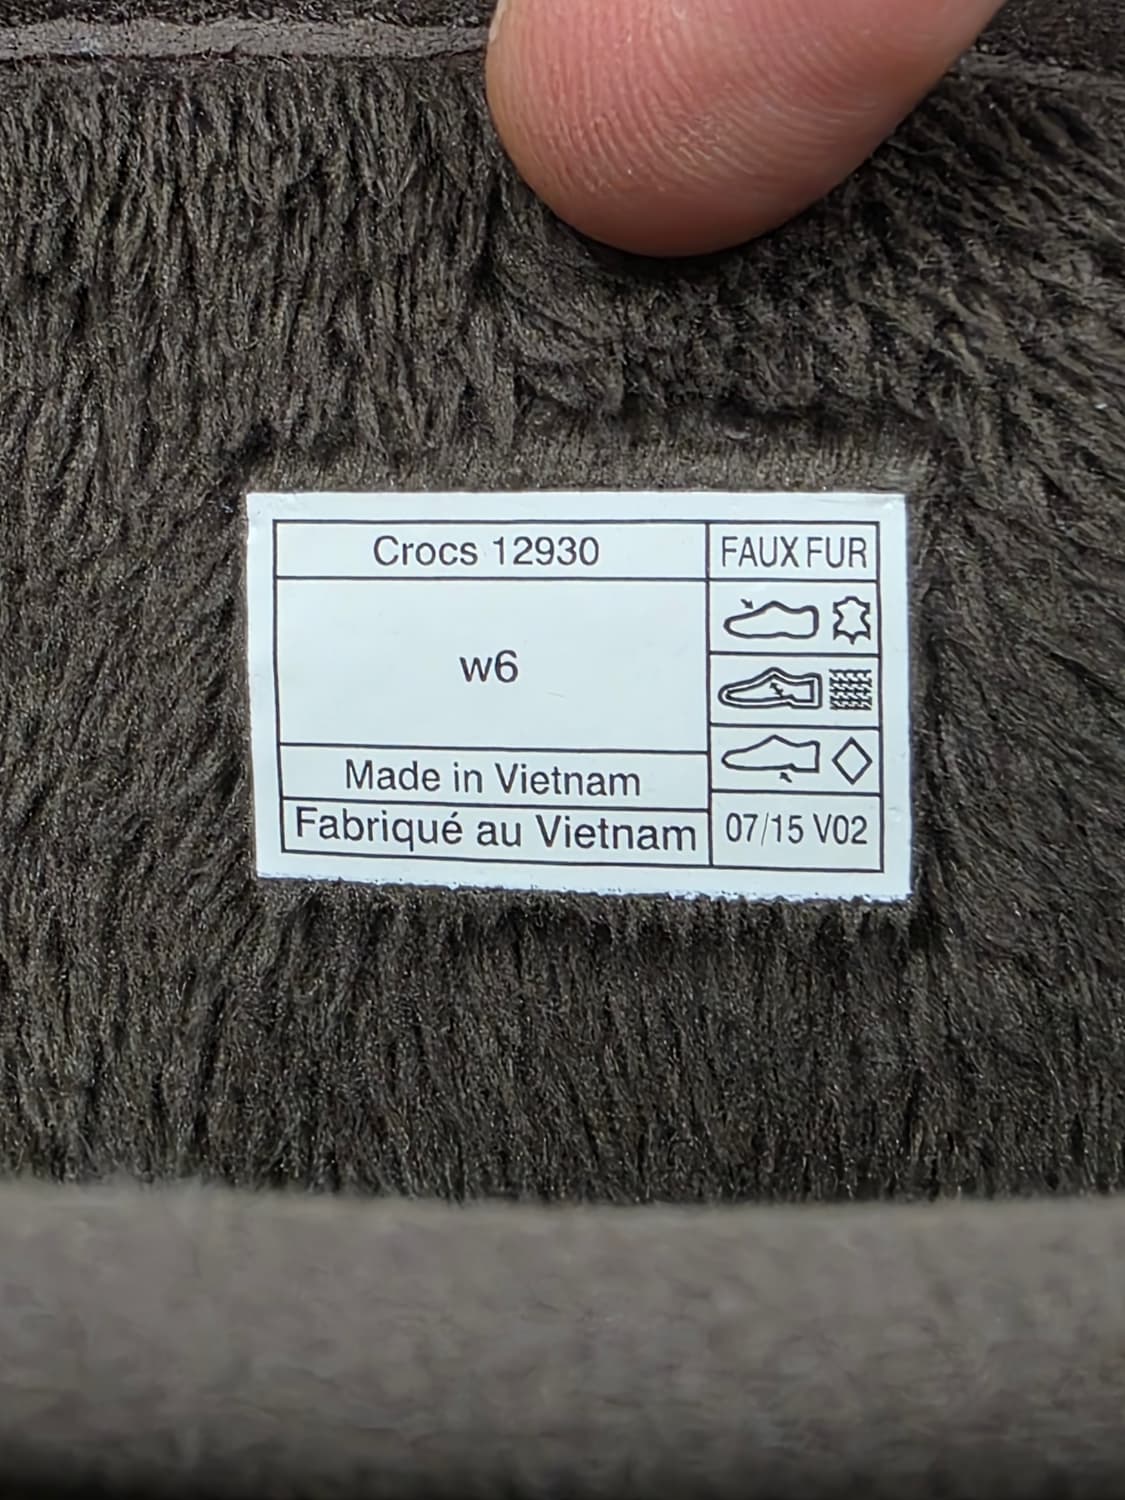 Crocs 12930
FAUX FUR
w6
Made in Vietnam
Fabriqué au Vietnam
07/15 V02